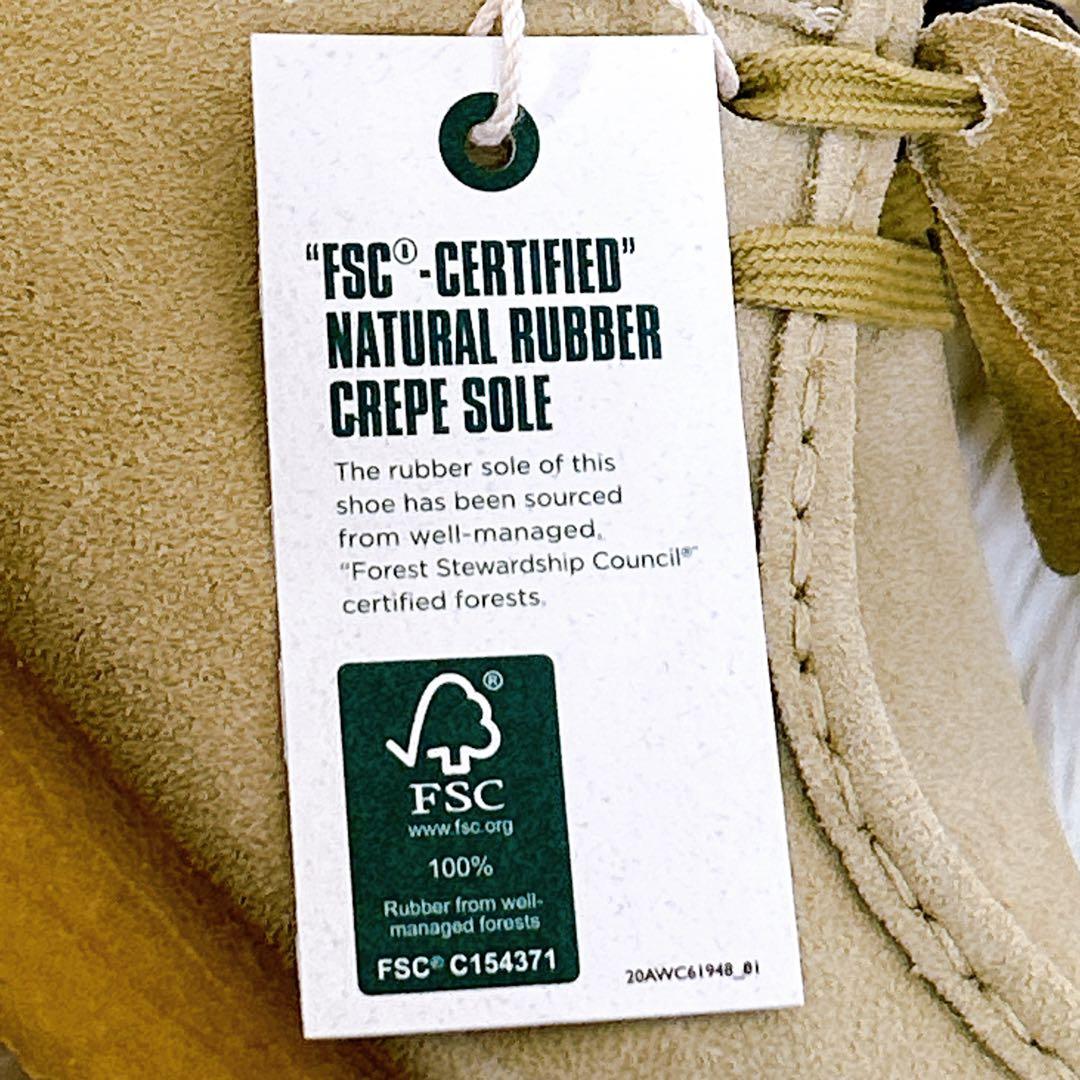 "FSC®-CERTIFIED"
NATURAL RUBBER
CREPE SOLE
The rubber sole of this
shoe has been sourced
from well-managed,
"Forest Stewardship Council®"
certified forests.
®
FSC
www.fsc.org
100%
Rubber from well-
managed forests
FSC® C154371
20AWC61948_01